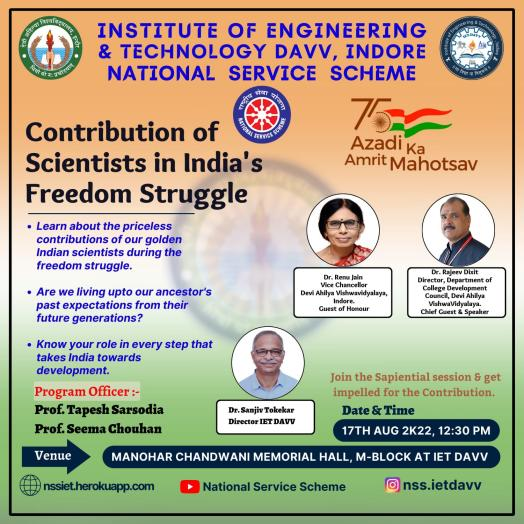 INSTITUTE OF ENGINEERING
& TECHNOLOGY DAVV, INDORE
NATIONAL SERVICE SCHEME
राष्ट्रीय सेवा योजना
NATIONAL SERVICE SCHEME
75
Azadi Ka
Amrit Mahotsav
Contribution of
Scientists in India's
Freedom Struggle
• Learn about the priceless
contributions of our golden
Indian scientists during the
freedom struggle.
• Are we living upto our ancestor's
past expectations from their
future generations?
• Know your role in every step that
takes India towards
development.
Dr. Renu Jain
Vice Chancellor
Devi Ahilya Vishwavidyalaya,
Indore.
Guest of Honour
Dr. Rajeev Dixit
Director, Department of
College Development
Council, Devi Ahilya
VishwaVidyalaya.
Chief Guest & Speaker
Dr. Sanjiv Tokekar
Director IET DAVV
Program Officer :-
Prof. Tapesh Sarsodia
Prof. Seema Chouhan
Join the Sapiential session & get
impelled for the Contribution.
Date & Time
17TH AUG 2K22, 12:30 PM
Venue
MANOHAR CHANDWANI MEMORIAL HALL, M-BLOCK AT IET DAVV
nssiet.herokuapp.com
National Service Scheme
nss.ietdavv